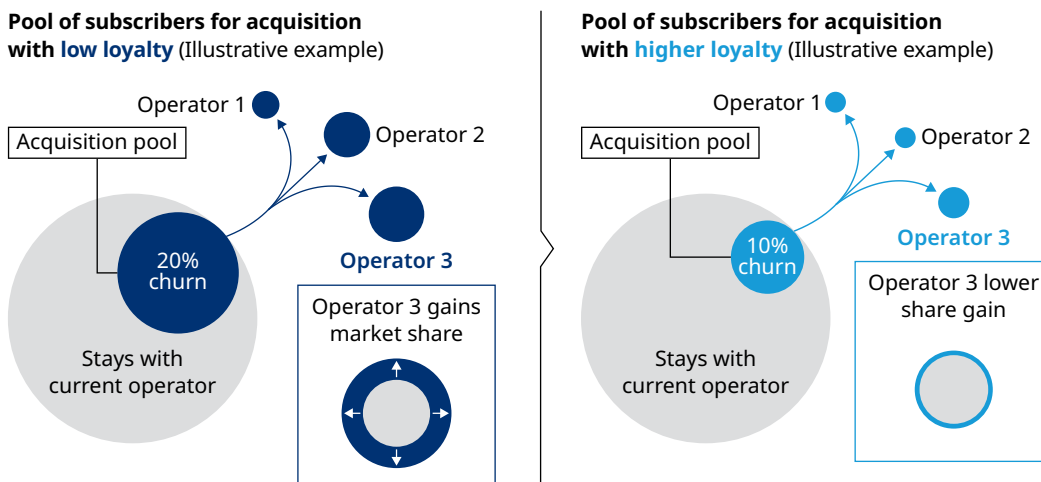 Pool of subscribers for acquisition
with low loyalty (Illustrative example)
Operator 1
Operator 2
Acquisition pool
20%
churn
Operator 3
Stays with
current operator
Operator 3 gains
market share
Pool of subscribers for acquisition
with higher loyalty (Illustrative example)
Operator 1
Operator 2
Acquisition pool
10%
churn
Operator 3
Stays with
current operator
Operator 3 lower
share gain